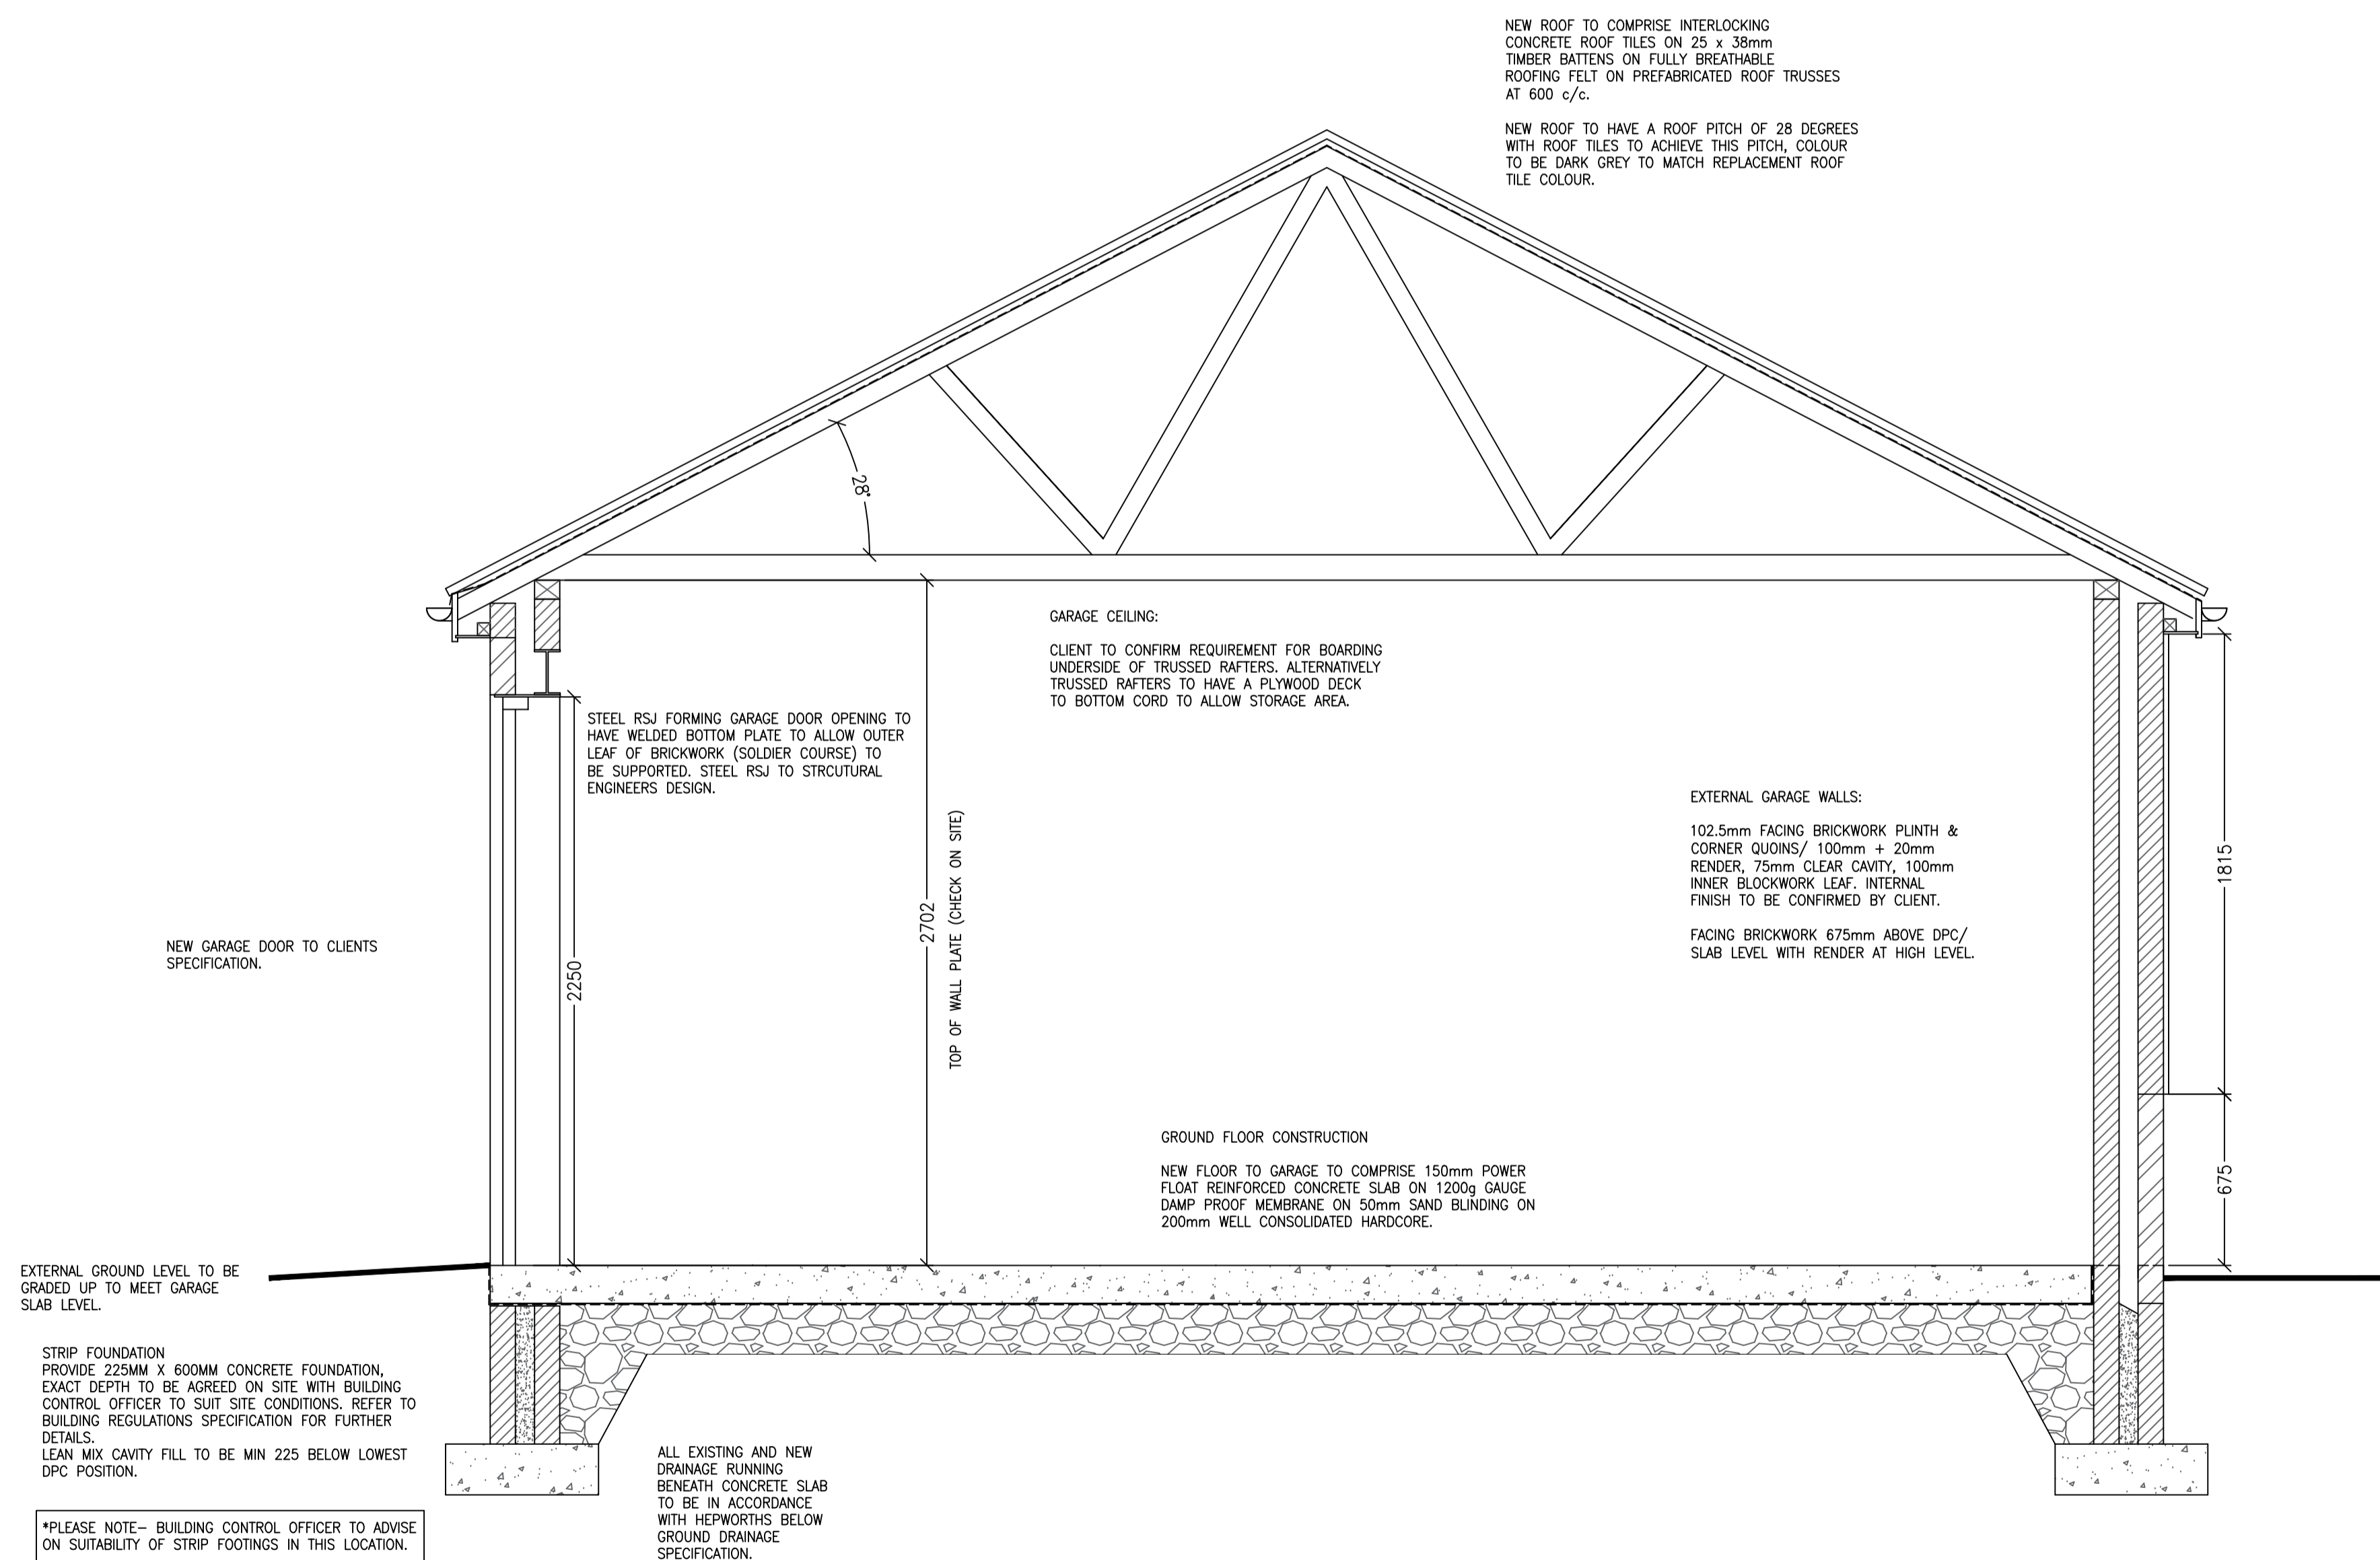 NEW ROOF TO COMPRISE INTERLOCKING
CONCRETE ROOF TILES ON 25 x 38mm
TIMBER BATTENS ON FULLY BREATHABLE
ROOFING FELT ON PREFABRICATED ROOF TRUSSES
AT 600 c/c.
NEW ROOF TO HAVE A ROOF PITCH OF 28 DEGREES
WITH ROOF TILES TO ACHIEVE THIS PITCH, COLOUR
TO BE DARK GREY TO MATCH REPLACEMENT ROOF
TILE COLOUR.
28°
GARAGE CEILING:
CLIENT TO CONFIRM REQUIREMENT FOR BOARDING
UNDERSIDE OF TRUSSED RAFTERS. ALTERNATIVELY
TRUSSED RAFTERS TO HAVE A PLYWOOD DECK
TO BOTTOM CORD TO ALLOW STORAGE AREA.
STEEL RSJ FORMING GARAGE DOOR OPENING TO
HAVE WELDED BOTTOM PLATE TO ALLOW OUTER
LEAF OF BRICKWORK (SOLDIER COURSE) TO
BE SUPPORTED. STEEL RSJ TO STRCUTURAL
ENGINEERS DESIGN.
EXTERNAL GARAGE WALLS:
102.5mm FACING BRICKWORK PLINTH &
CORNER QUOINS/ 100mm + 20mm
RENDER, 75mm CLEAR CAVITY, 100mm
INNER BLOCKWORK LEAF. INTERNAL
FINISH TO BE CONFIRMED BY CLIENT.
FACING BRICKWORK 675mm ABOVE DPC/
SLAB LEVEL WITH RENDER AT HIGH LEVEL.
1815
675
2702
TOP OF WALL PLATE (CHECK ON SITE)
2250
NEW GARAGE DOOR TO CLIENTS
SPECIFICATION.
GROUND FLOOR CONSTRUCTION
NEW FLOOR TO GARAGE TO COMPRISE 150mm POWER
FLOAT REINFORCED CONCRETE SLAB ON 1200g GAUGE
DAMP PROOF MEMBRANE ON 50mm SAND BLINDING ON
200mm WELL CONSOLIDATED HARDCORE.
EXTERNAL GROUND LEVEL TO BE
GRADED UP TO MEET GARAGE
SLAB LEVEL.
STRIP FOUNDATION
PROVIDE 225MM X 600MM CONCRETE FOUNDATION,
EXACT DEPTH TO BE AGREED ON SITE WITH BUILDING
CONTROL OFFICER TO SUIT SITE CONDITIONS. REFER TO
BUILDING REGULATIONS SPECIFICATION FOR FURTHER
DETAILS.
LEAN MIX CAVITY FILL TO BE MIN 225 BELOW LOWEST
DPC POSITION.
*PLEASE NOTE- BUILDING CONTROL OFFICER TO ADVISE
ON SUITABILITY OF STRIP FOOTINGS IN THIS LOCATION.
ALL EXISTING AND NEW
DRAINAGE RUNNING
BENEATH CONCRETE SLAB
TO BE IN ACCORDANCE
WITH HEPWORTHS BELOW
GROUND DRAINAGE
SPECIFICATION.